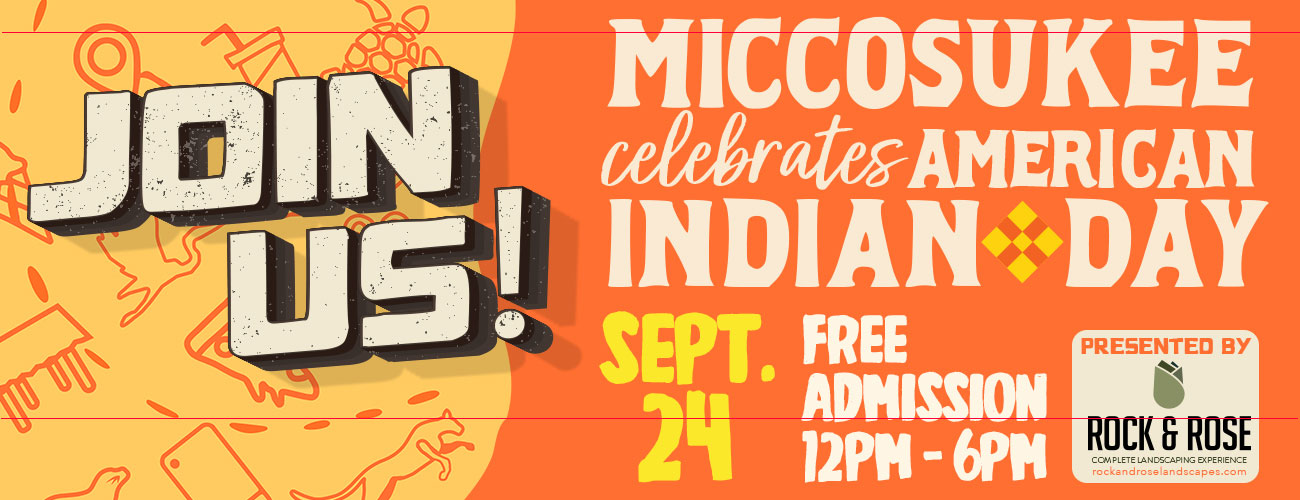 JOIN
US!
MICCOSUKEE
celebrates AMERICAN
INDIAN DAY
SEPT.
24
FREE
ADMISSION
12PM - 6PM
PRESENTED BY
ROCK & ROSE
COMPLETE LANDSCAPING EXPERIENCE
rockandroselandscapes.com